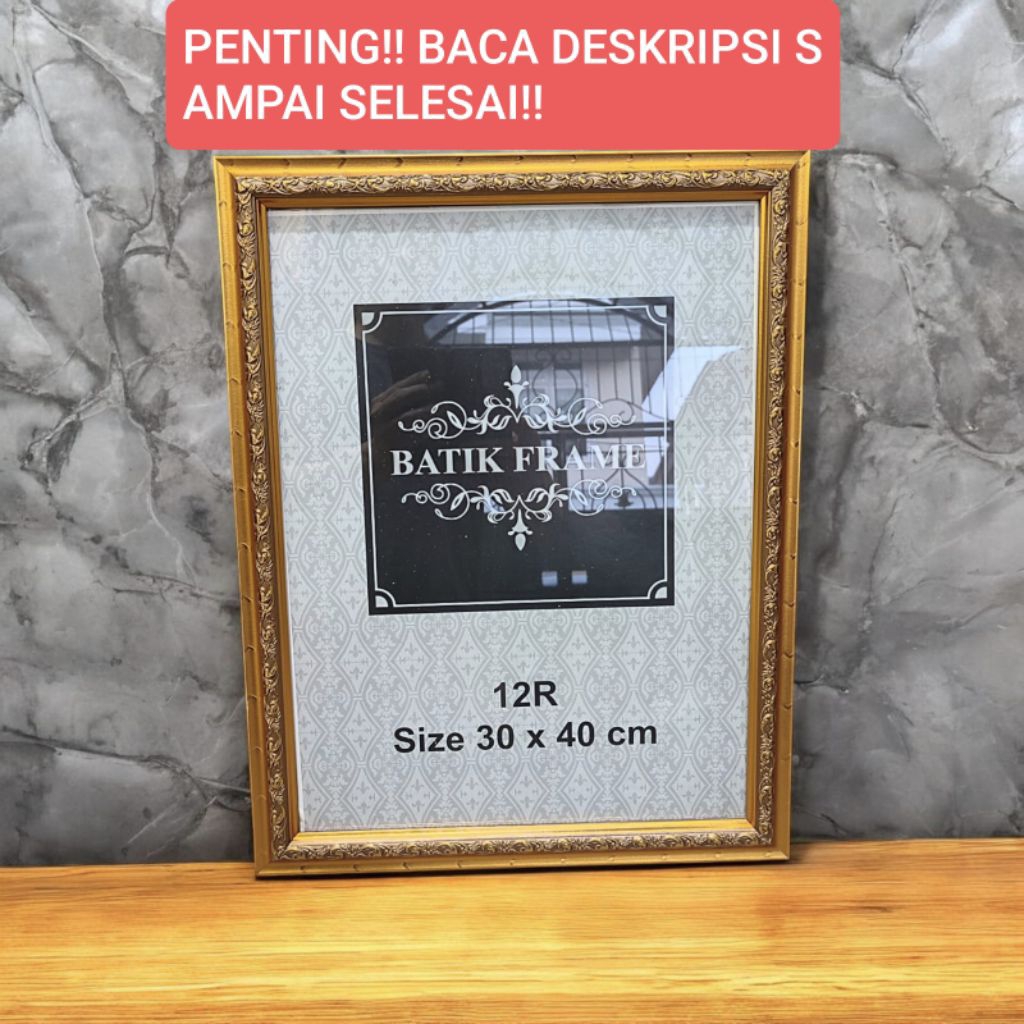 PENTING!! BACA DESKRIPSI S
AMPAI SELESAI!!
BATIK FRAME
12R
Size 30 x 40 cm